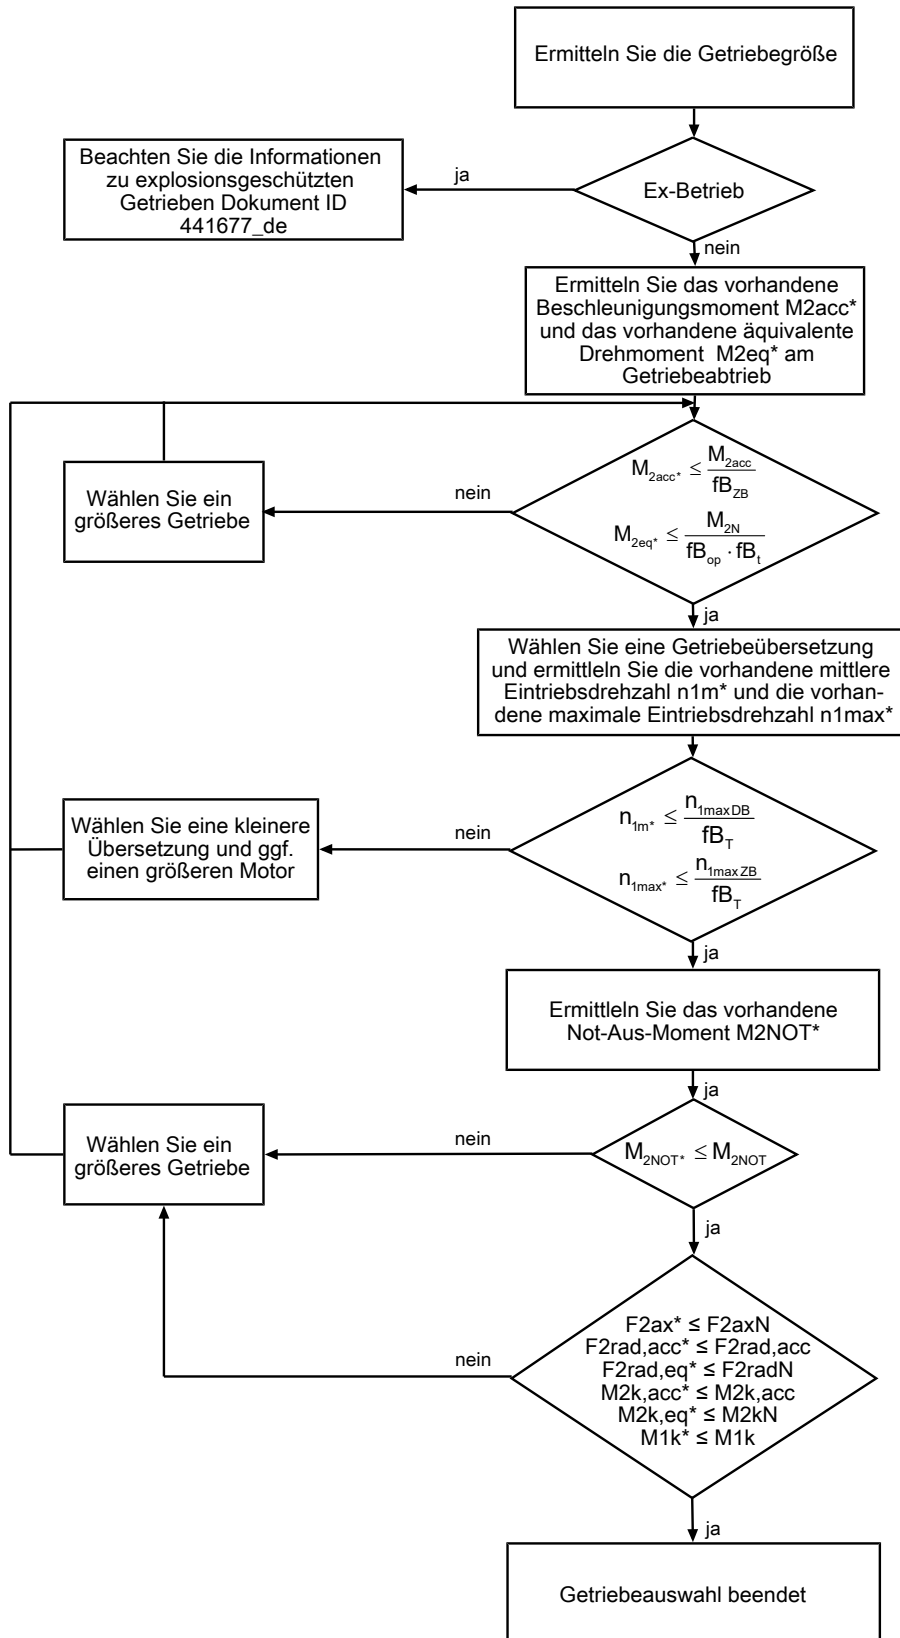 Ermitteln Sie die Getriebegröße
Ex-Betrieb
ja
Beachten Sie die Informationen
zu explosionsgeschützten
Getrieben Dokument ID
441677_de
nein
Ermitteln Sie das vorhandene
Beschleunigungsmoment M2acc*
und das vorhandene äquivalente
Drehmoment M2eq* am
Getriebeabtrieb
M2acc* ≤ M2acc / fBZB
M2eq* ≤ M2N / fBop · fBt
nein
Wählen Sie ein
größeres Getriebe
ja
Wählen Sie eine Getriebeübersetzung
und ermittleln Sie die vorhandene mittlere
Eintriebsdrehzahl n1m* und die vorhan-
dene maximale Eintriebsdrehzahl n1max*
n1m* ≤ n1maxDB / fBT
n1max* ≤ n1maxZB / fBT
nein
Wählen Sie eine kleinere
Übersetzung und ggf.
einen größeren Motor
ja
Ermittleln Sie das vorhandene
Not-Aus-Moment M2NOT*
ja
M2NOT* ≤ M2NOT
nein
Wählen Sie ein
größeres Getriebe
ja
F2ax* ≤ F2axN
F2rad,acc* ≤ F2rad,acc
F2rad,eq* ≤ F2radN
M2k,acc* ≤ M2k,acc
M2k,eq* ≤ M2kN
M1k* ≤ M1k
nein
ja
Getriebeauswahl beendet